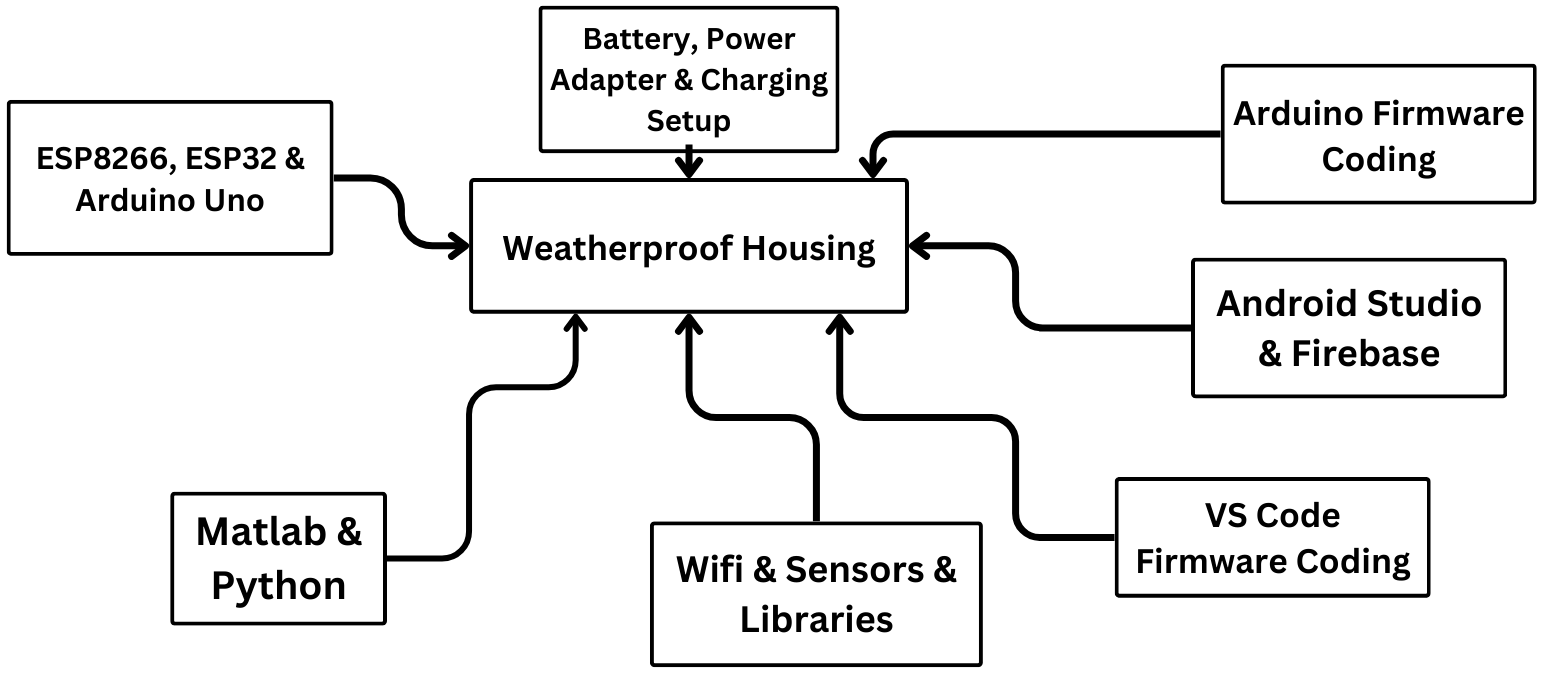 Battery, Power
Adapter & Charging
Setup
Arduino Firmware
Coding
ESP8266, ESP32 &
Arduino Uno
Weatherproof Housing
Android Studio
& Firebase
Matlab &
Python
Wifi & Sensors &
Libraries
VS Code
Firmware Coding